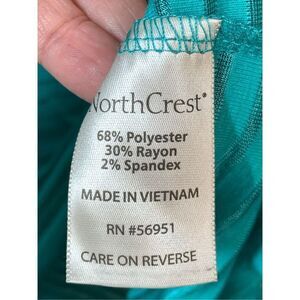 NorthCrest®
68% Polyester
30% Rayon
2% Spandex
MADE IN VIETNAM
RN #56951
CARE ON REVERSE